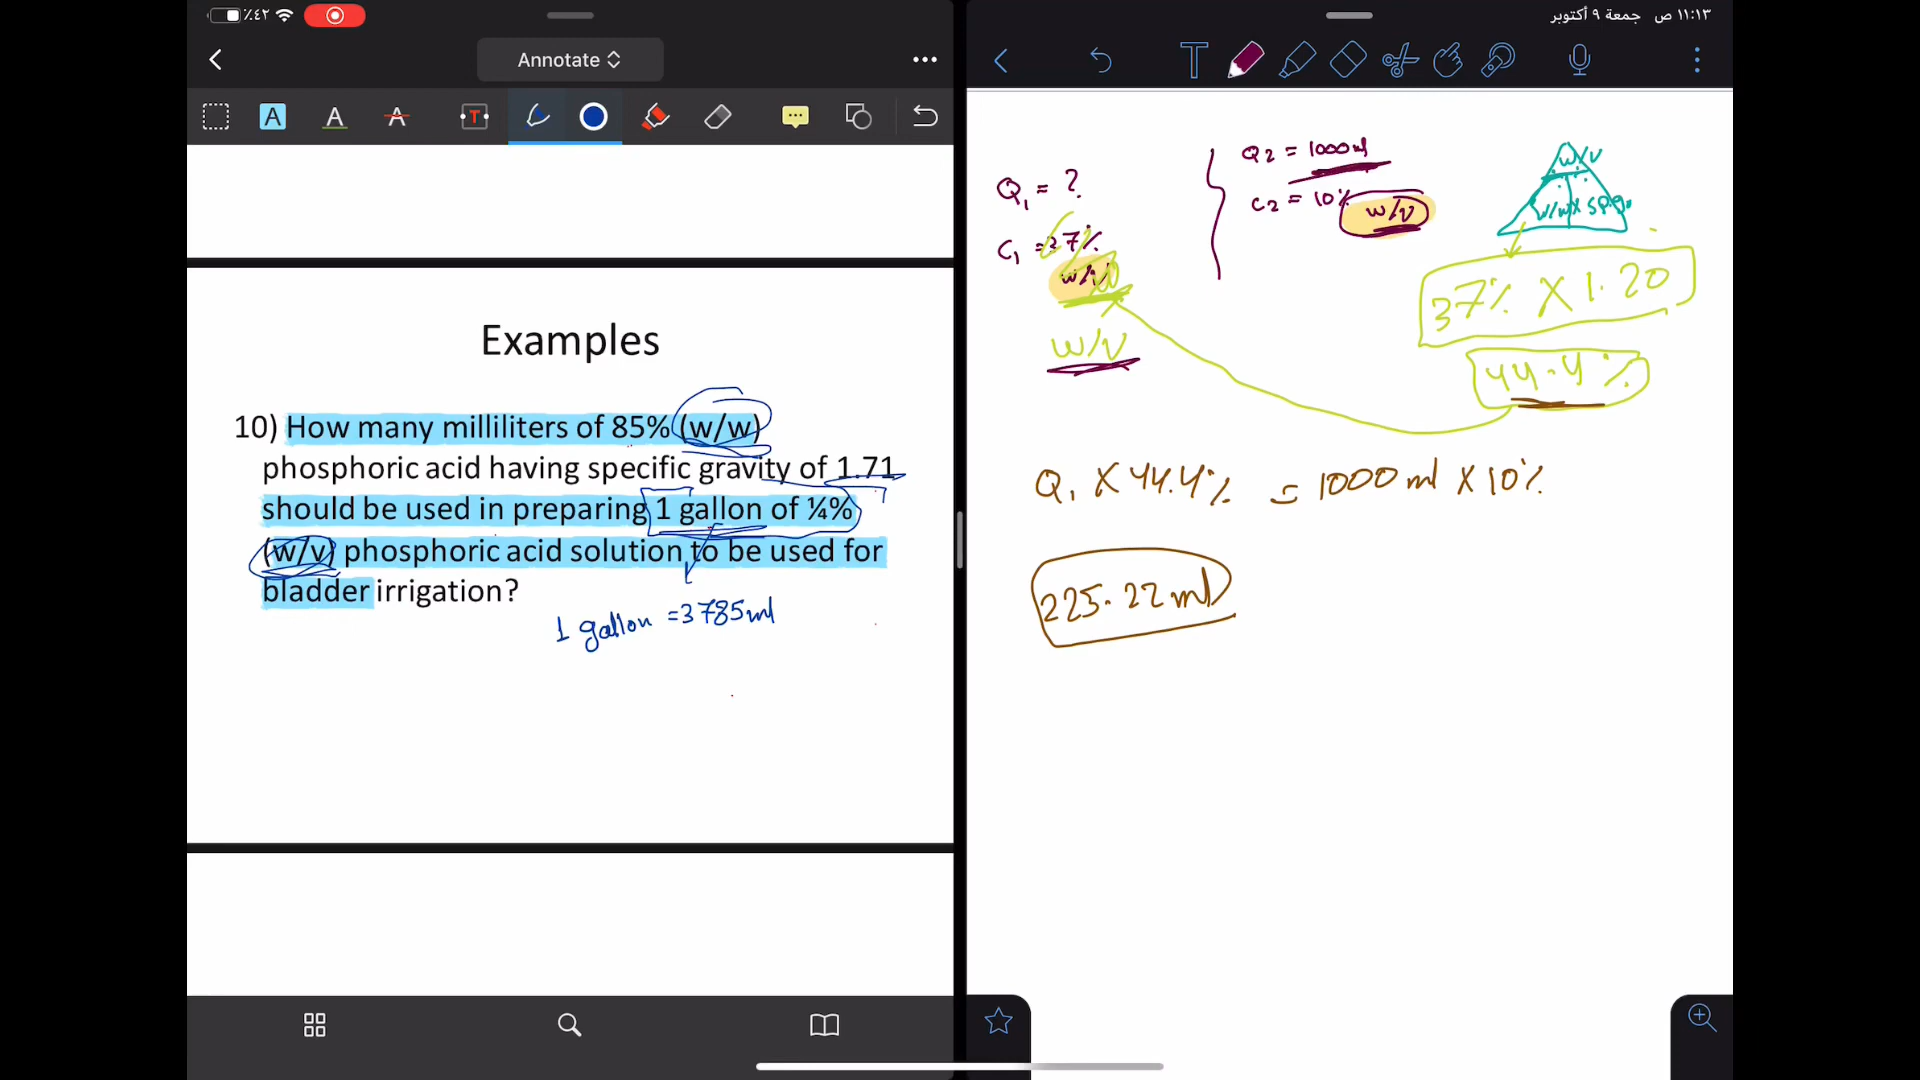 ٪٤٢
Annotate
A
A
A
T
Examples
10) How many milliliters of 85% (w/w)
phosphoric acid having specific gravity of 1.71
should be used in preparing 1 gallon of ¼%
(w/v) phosphoric acid solution to be used for
bladder irrigation?
1 gallon = 3785 ml
١١:١٣ ص جمعة ٩ أكتوبر
T
Q1 = ?
C1 = 37%
w/v
Q2 = 1000 ml
C2 = 10% w/v
w/v
w/w x sp.g.
37% X 1.20
44.4%
Q1 X 44.4% = 1000 ml X 10%
225.22 ml